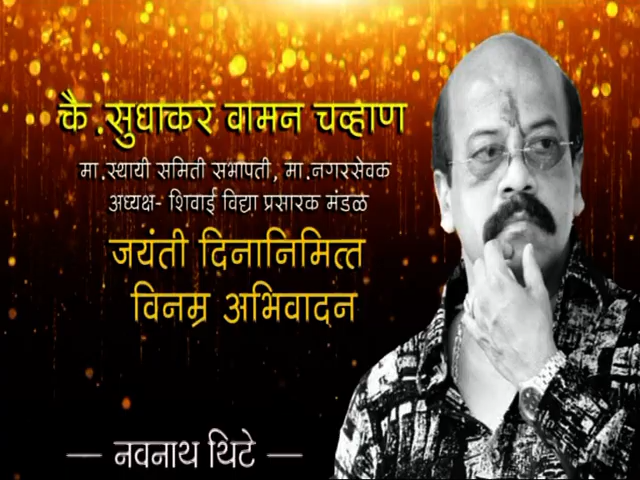 कै.सुधाकर वामन चव्हाण
मा.स्थायी समिती सभापती, मा.नगरसेवक
अध्यक्ष- शिवाई विद्या प्रसारक मंडळ
जयंती दिनानिमित्त
विनम्र अभिवादन
— नवनाथ थिटे —